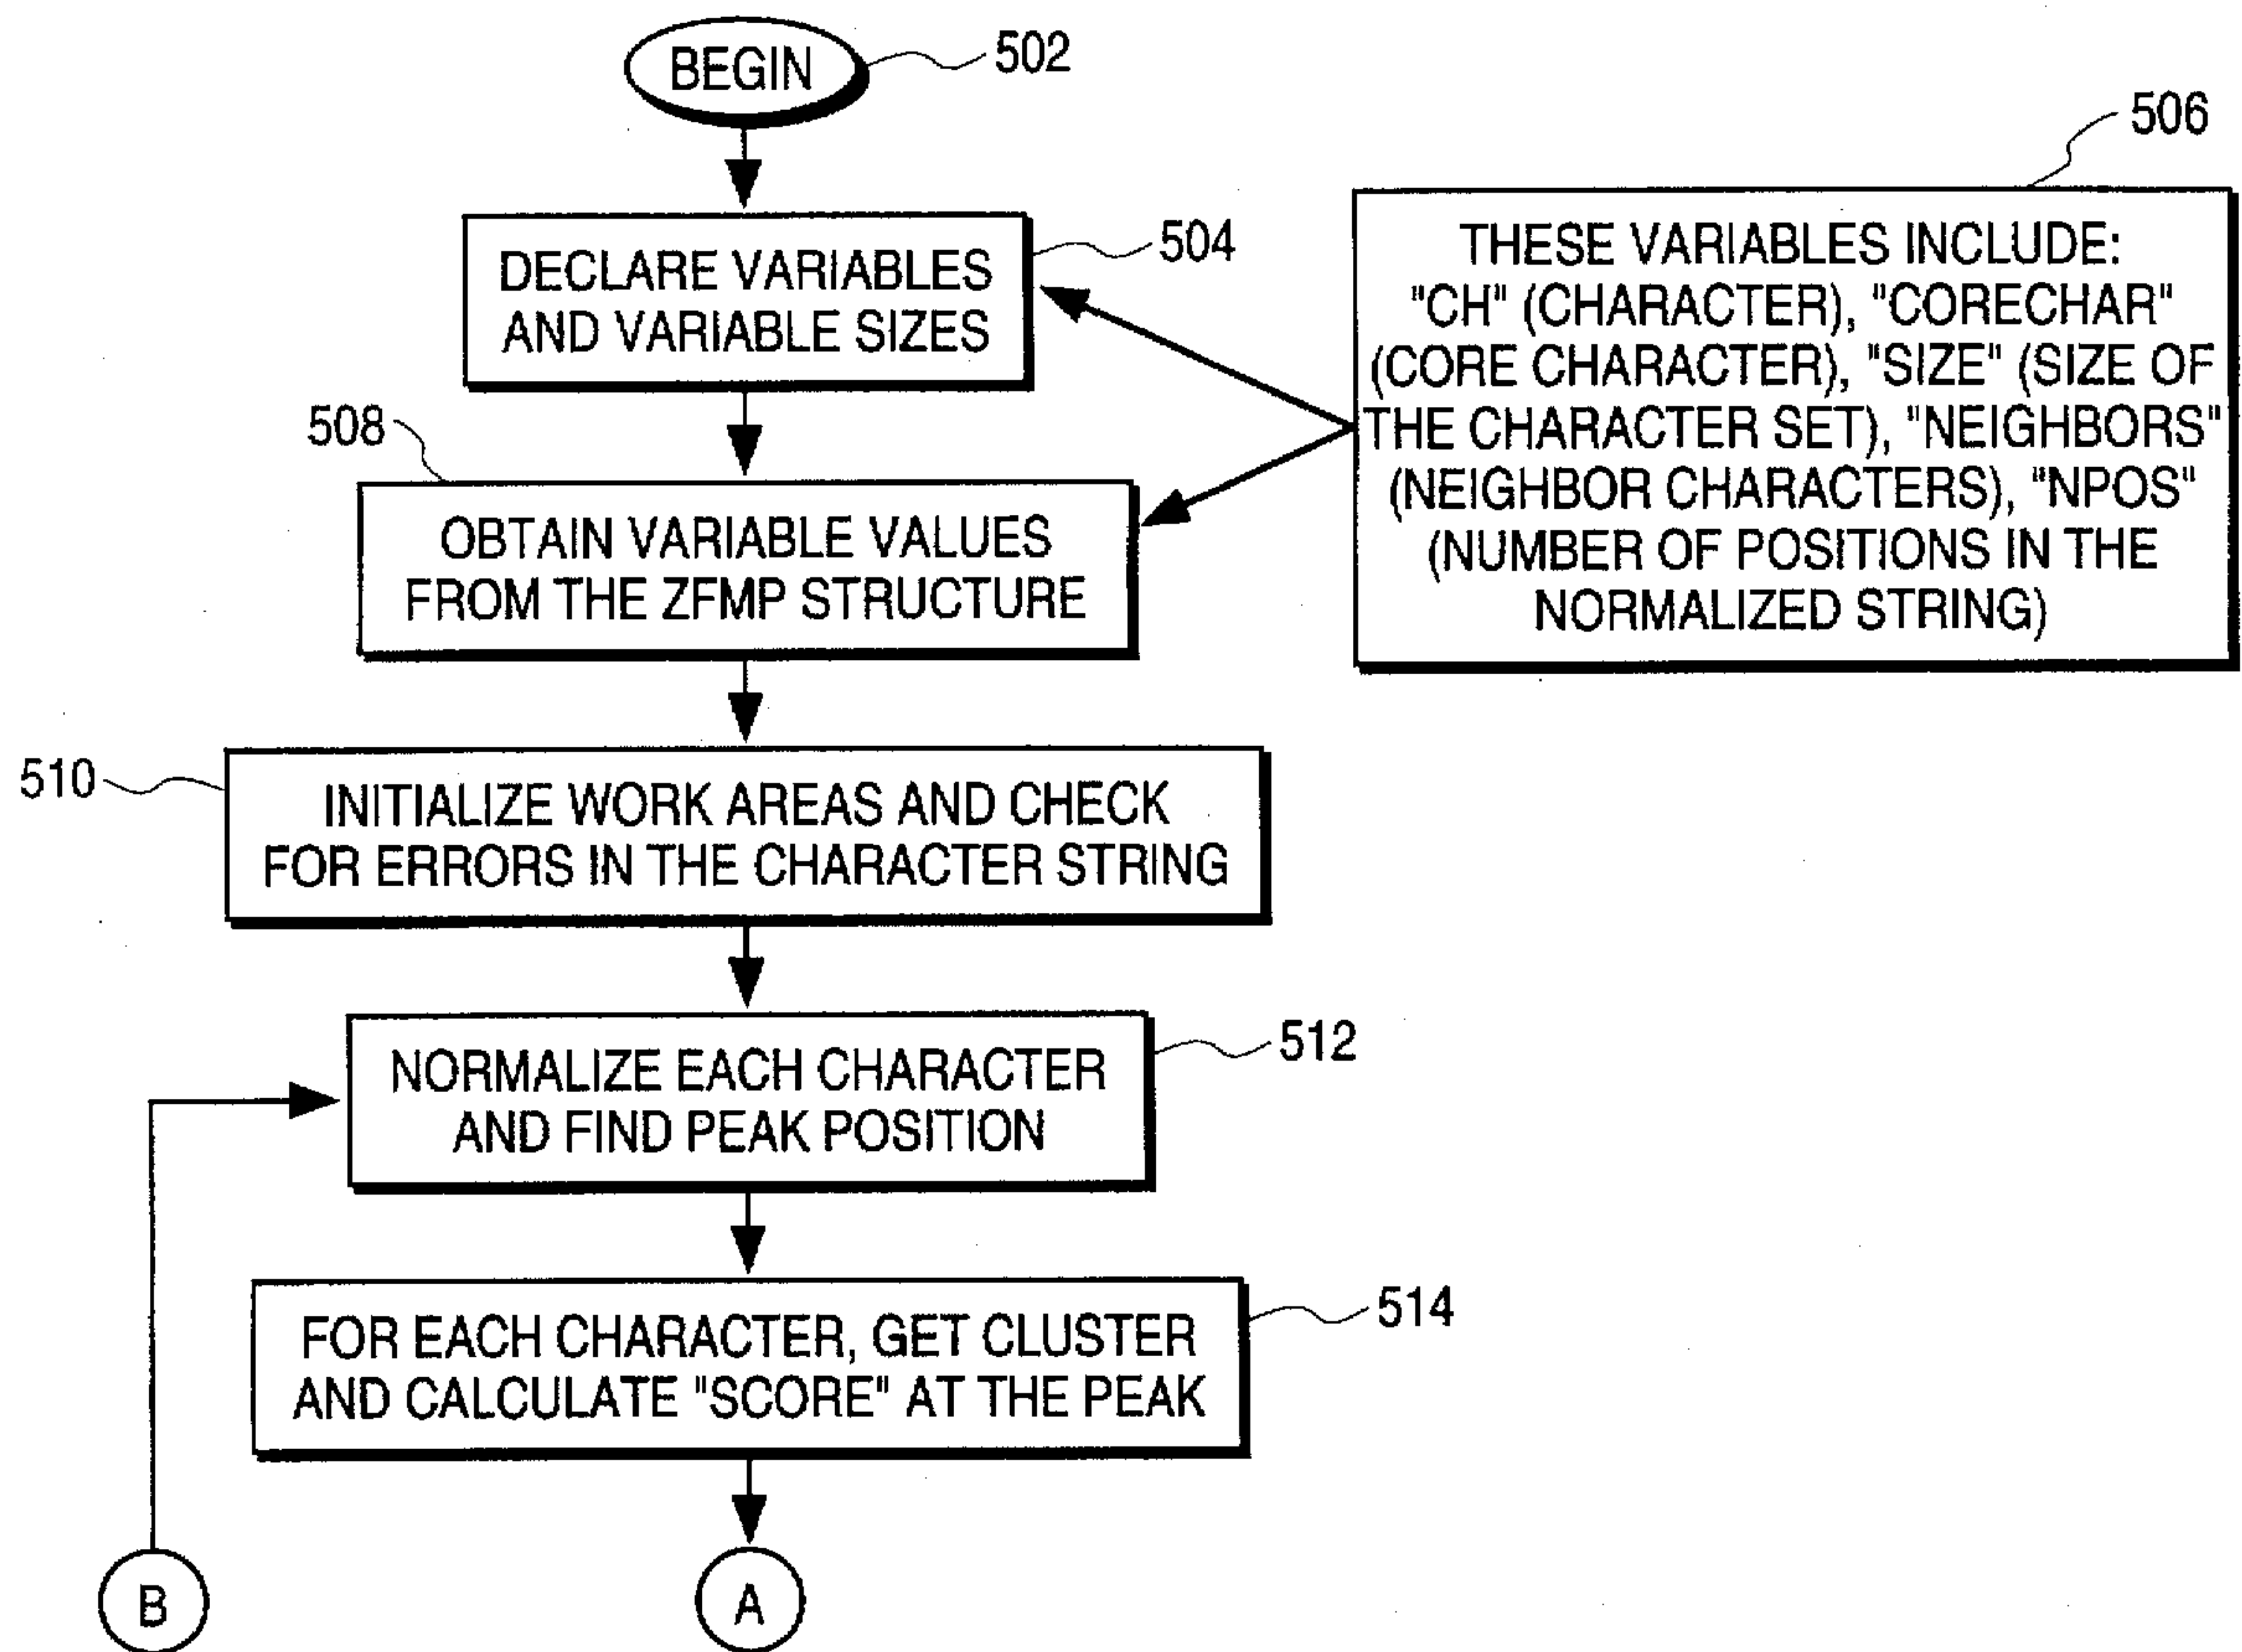 BEGIN
502
DECLARE VARIABLES
AND VARIABLE SIZES
504
506
THESE VARIABLES INCLUDE:
"CH" (CHARACTER), "CORECHAR"
(CORE CHARACTER), "SIZE" (SIZE OF
THE CHARACTER SET), "NEIGHBORS"
(NEIGHBOR CHARACTERS), "NPOS"
(NUMBER OF POSITIONS IN THE
NORMALIZED STRING)
508
OBTAIN VARIABLE VALUES
FROM THE ZFMP STRUCTURE
510
INITIALIZE WORK AREAS AND CHECK
FOR ERRORS IN THE CHARACTER STRING
NORMALIZE EACH CHARACTER
AND FIND PEAK POSITION
512
FOR EACH CHARACTER, GET CLUSTER
AND CALCULATE "SCORE" AT THE PEAK
514
B
A